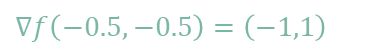 ∇f(−0.5, −0.5) = (−1,1)